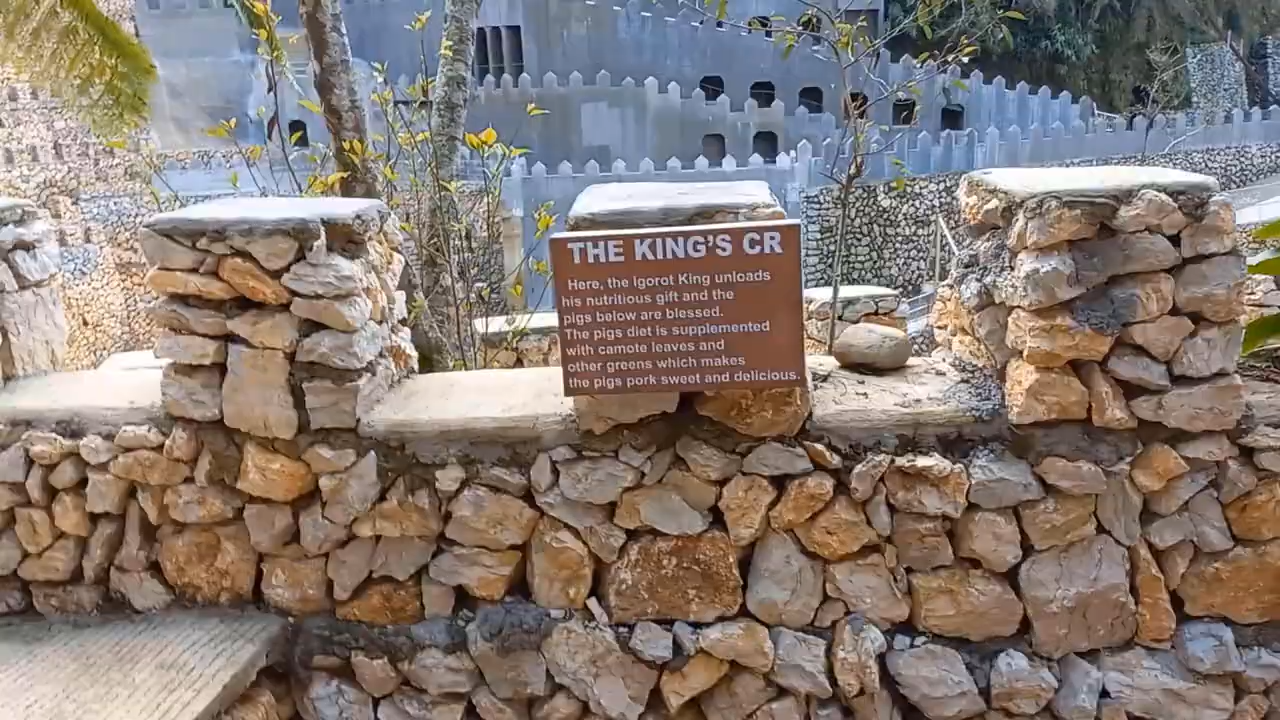 THE KING'S CR
Here, the Igorot King unloads
his nutritious gift and the
pigs below are blessed.
The pigs diet is supplemented
with camote leaves and
other greens which makes
the pigs pork sweet and delicious.